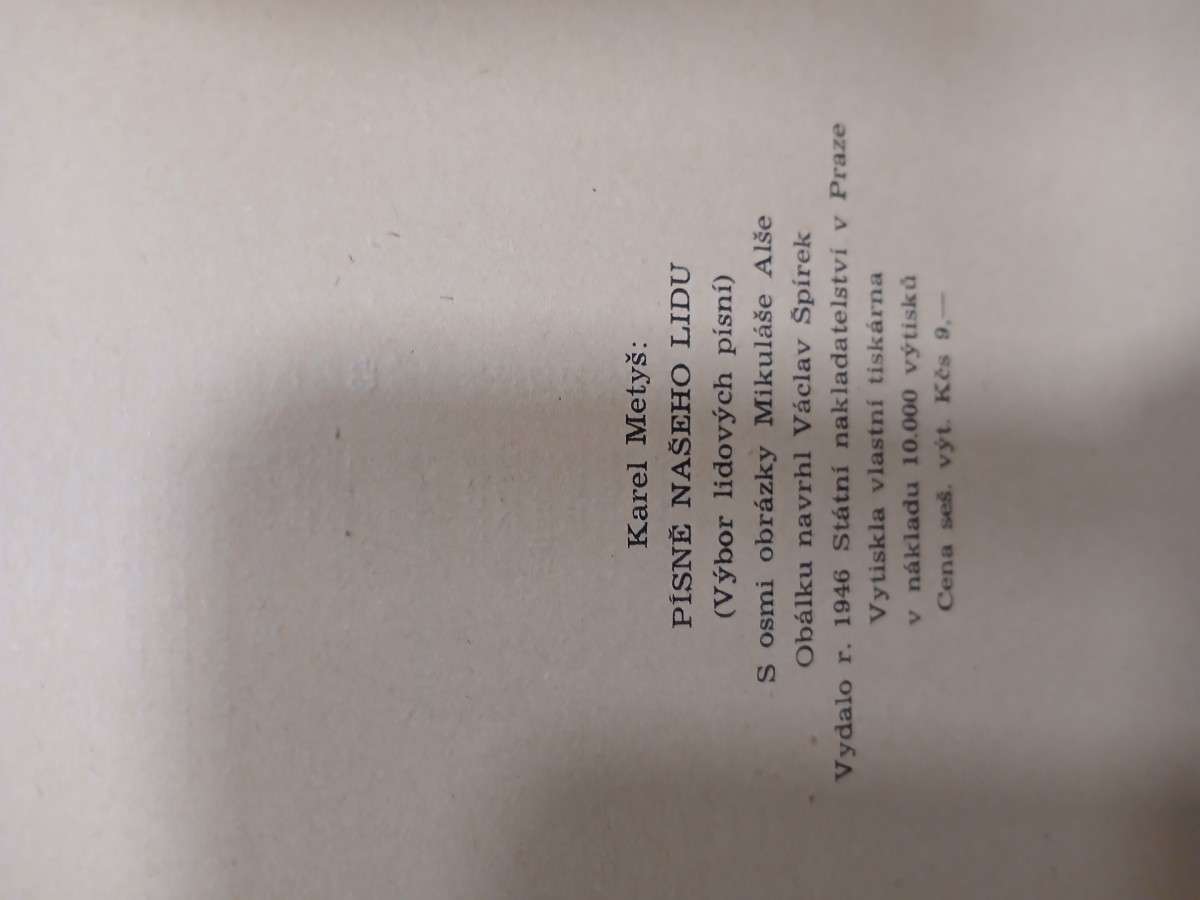 Karel Metyš:
PÍSNĚ NAŠEHO LIDU
(Výbor lidových písní)
S osmi obrázky Mikuláše Alše
Obálku navrhl Václav Špírek
Vydalo r. 1946 Státní nakladatelství v Praze
Vytiskla vlastní tiskárna
v nákladu 10.000 výtisků
Cena seš. výt. Kčs 9,—